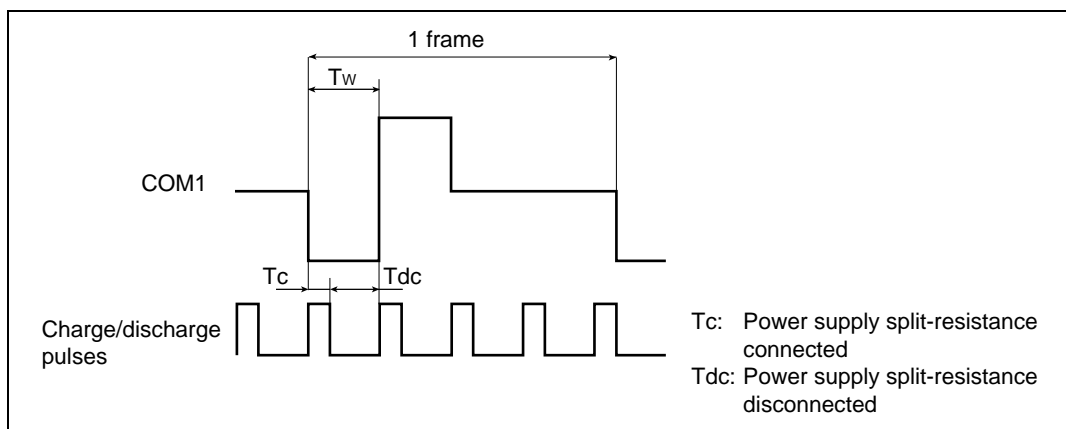 1 frame
Tw
COM1
Tc
Tdc
Charge/discharge
pulses
Tc: Power supply split-resistance
connected
Tdc: Power supply split-resistance
disconnected